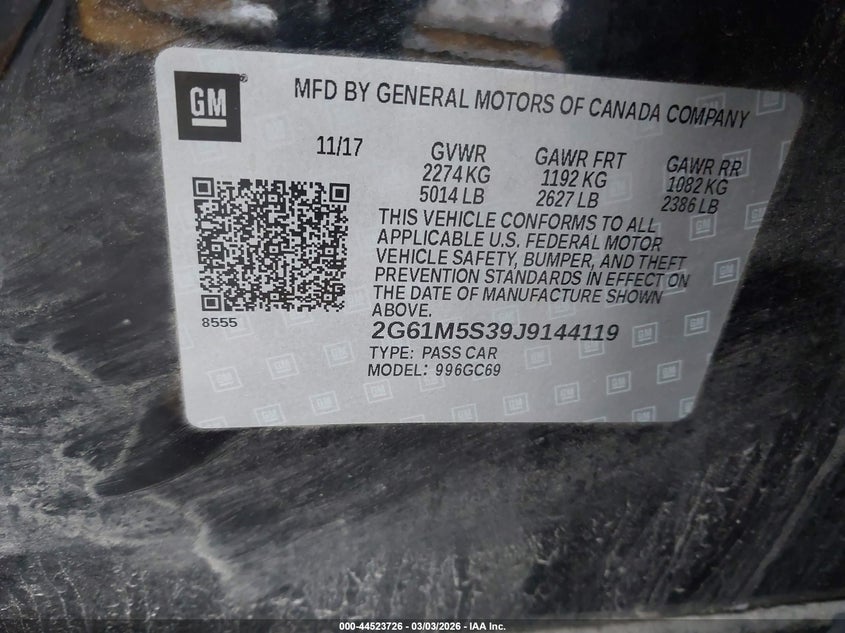 GM
MFD BY GENERAL MOTORS OF CANADA COMPANY
11/17
GVWR
2274 KG
5014 LB
GAWR FRT
1192 KG
2627 LB
GAWR RR
1082 KG
2386 LB
THIS VEHICLE CONFORMS TO ALL
APPLICABLE U.S. FEDERAL MOTOR
VEHICLE SAFETY, BUMPER, AND THEFT
PREVENTION STANDARDS IN EFFECT ON
THE DATE OF MANUFACTURE SHOWN
ABOVE.
8555
2G61M5S39J9144119
TYPE: PASS CAR
MODEL: 996GC69
000-44523726 - 03/03/2026 - IAA Inc.